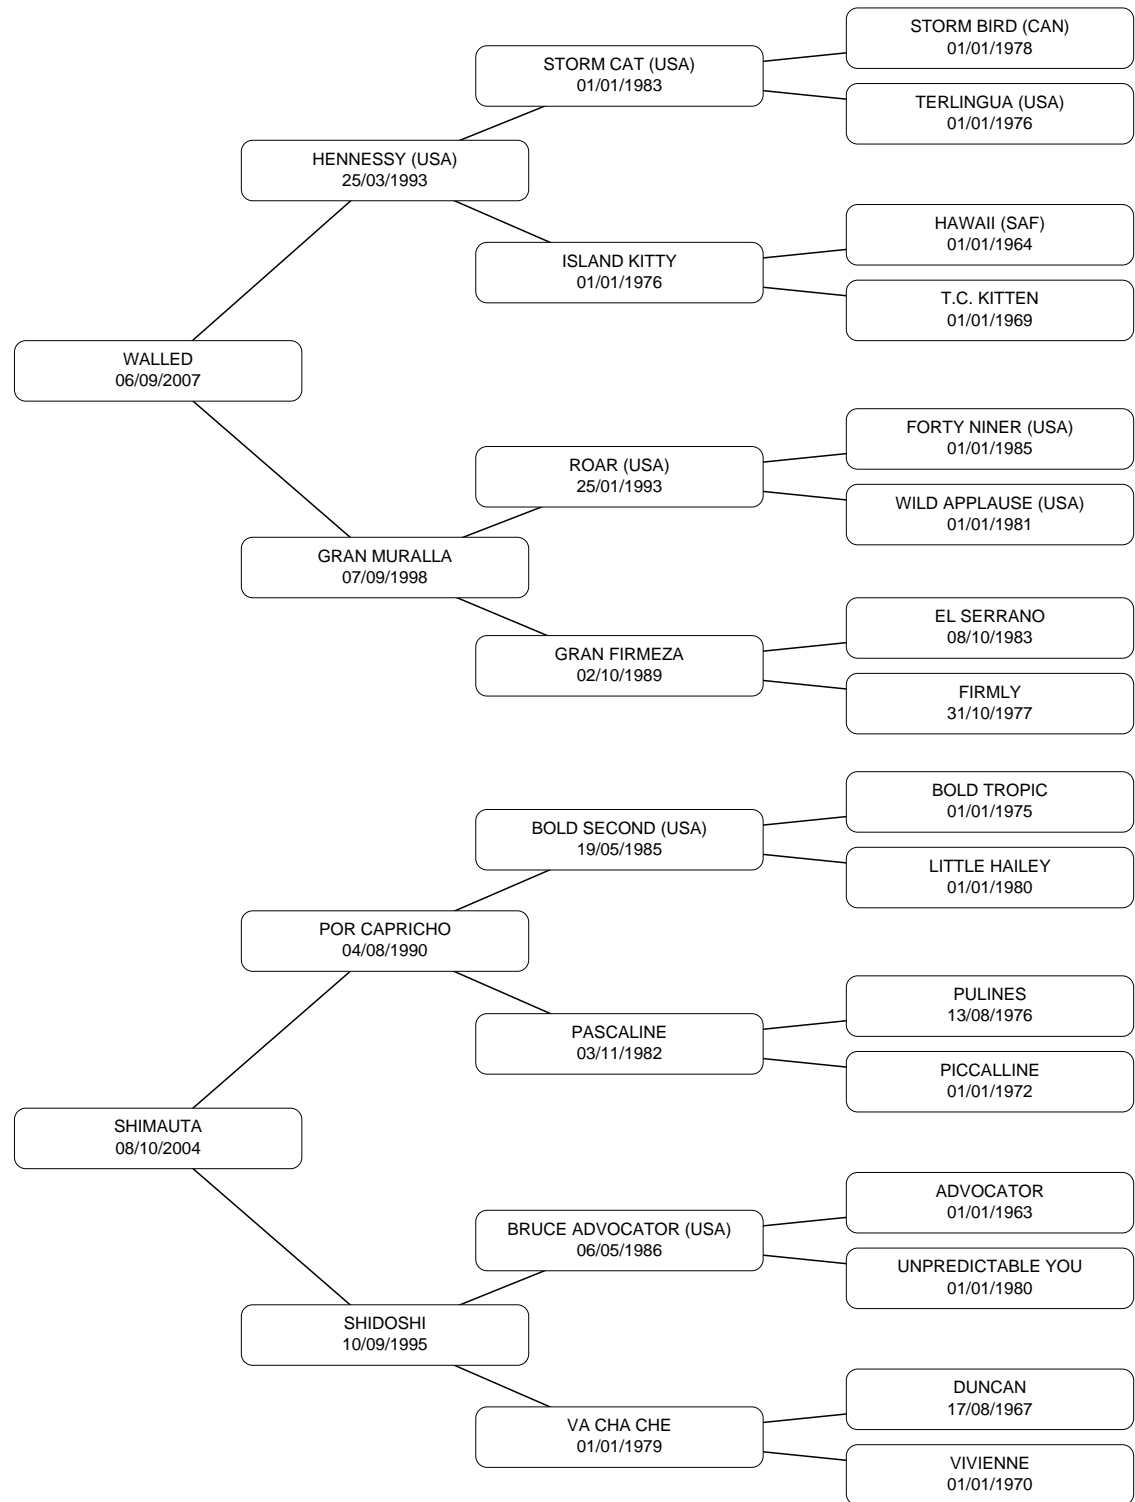 STORM BIRD (CAN)
01/01/1978
STORM CAT (USA)
01/01/1983
TERLINGUA (USA)
01/01/1976
HENNESSY (USA)
25/03/1993
HAWAII (SAF)
01/01/1964
ISLAND KITTY
01/01/1976
T.C. KITTEN
01/01/1969
WALLED
06/09/2007
FORTY NINER (USA)
01/01/1985
ROAR (USA)
25/01/1993
WILD APPLAUSE (USA)
01/01/1981
GRAN MURALLA
07/09/1998
EL SERRANO
08/10/1983
GRAN FIRMEZA
02/10/1989
FIRMLY
31/10/1977
BOLD TROPIC
01/01/1975
BOLD SECOND (USA)
19/05/1985
LITTLE HAILEY
01/01/1980
POR CAPRICHO
04/08/1990
PULINES
13/08/1976
PASCALINE
03/11/1982
PICCALLINE
01/01/1972
SHIMAUTA
08/10/2004
ADVOCATOR
01/01/1963
BRUCE ADVOCATOR (USA)
06/05/1986
UNPREDICTABLE YOU
01/01/1980
SHIDOSHI
10/09/1995
DUNCAN
17/08/1967
VA CHA CHE
01/01/1979
VIVIENNE
01/01/1970